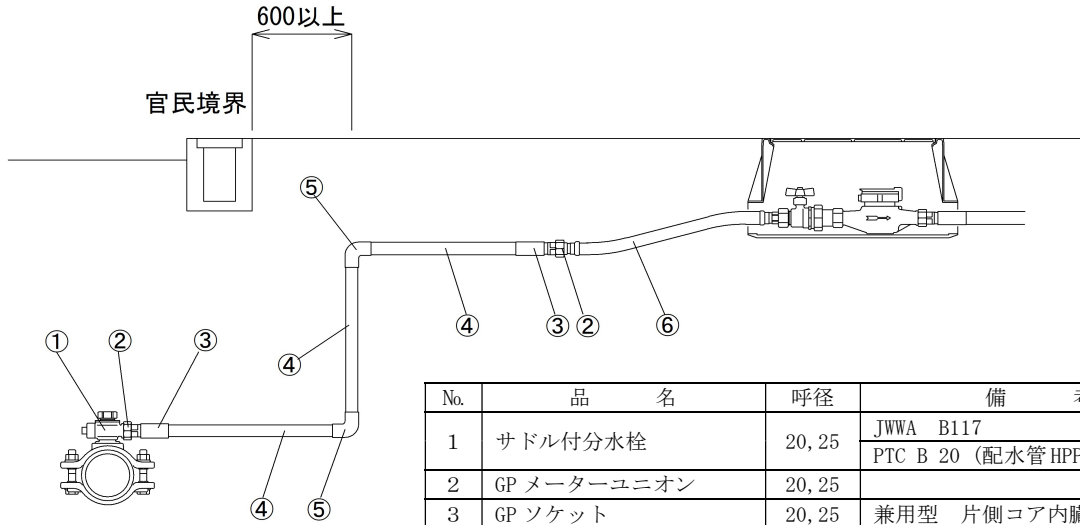 600以上
官民境界
⑤
④
③
②
⑥
①
②
③
④
④
⑤
No.
品 名
呼径
備
1
サドル付分水栓
20,25
JWWA B117
PTC B 20 (配水管HPP
2
GP メーターユニオン
20,25
3
GP ソケット
20,25
兼用型 片側コア内臓